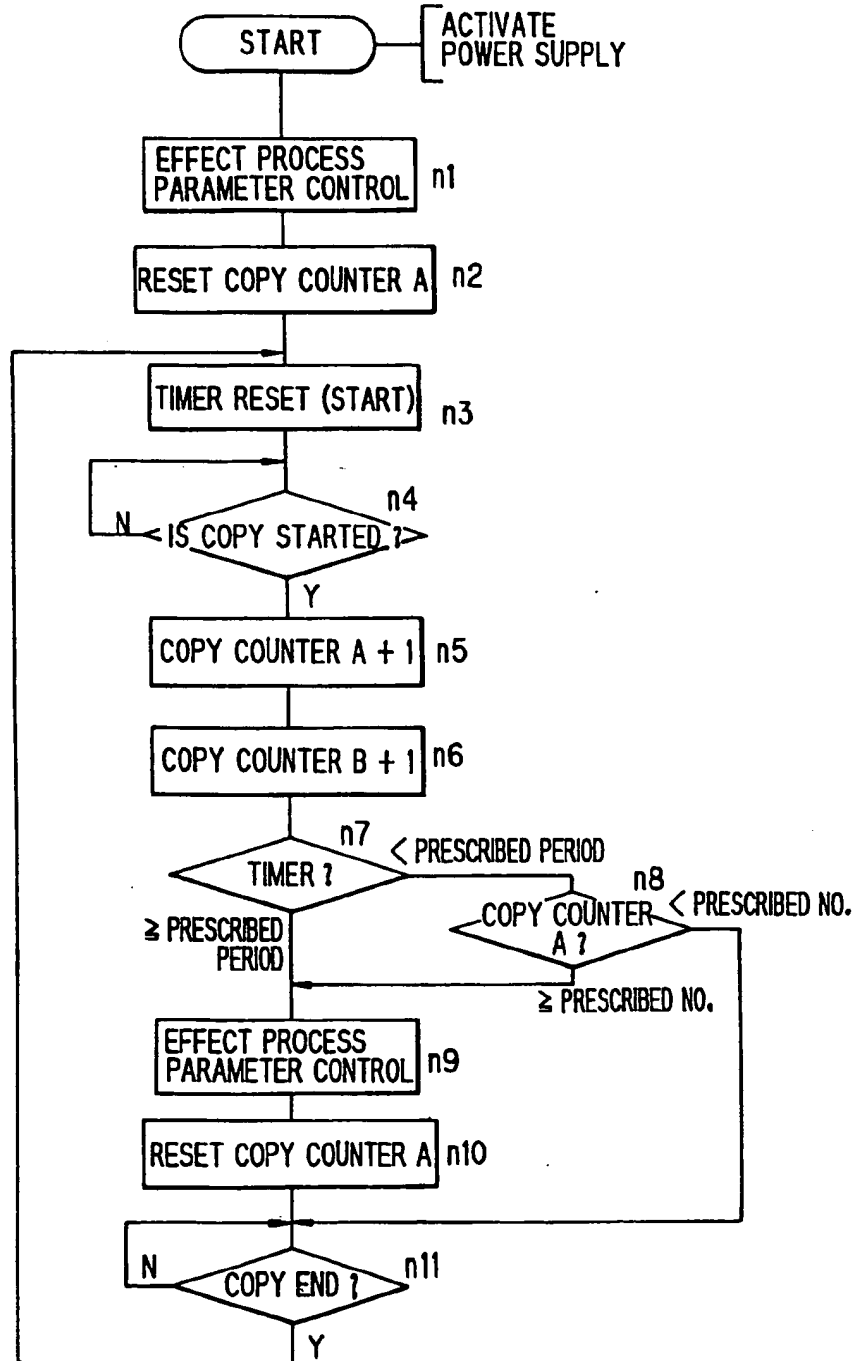 START
ACTIVATE
POWER SUPPLY
EFFECT PROCESS
PARAMETER CONTROL
n1
RESET COPY COUNTER A
n2
TIMER RESET (START)
n3
n4
N
IS COPY STARTED ?
Y
COPY COUNTER A + 1
n5
COPY COUNTER B + 1
n6
n7
TIMER ?
< PRESCRIBED PERIOD
n8
COPY COUNTER
A ?
< PRESCRIBED NO.
≧ PRESCRIBED
PERIOD
≧ PRESCRIBED NO.
EFFECT PROCESS
PARAMETER CONTROL
n9
RESET COPY COUNTER A
n10
N
COPY END ?
n11
Y